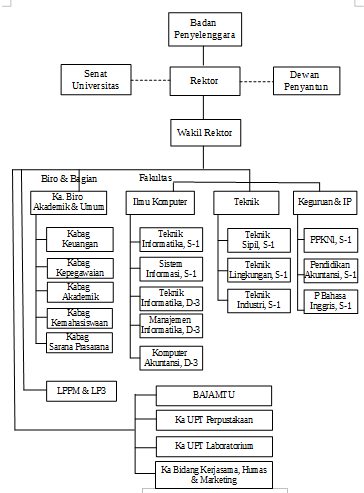 Badan
Penyelenggara
Senat
Universitas
Rektor
Dewan
Penyantun
Wakil Rektor
Biro & Bagian
Fakultas
Ka. Biro
Akademik & Umum
Ilmu Komputer
Teknik
Keguruan & IP
Kabag
Keuangan
Kabag
Kepegawaian
Kabag
Akademik
Kabag
Kemahasiswaan
Kabag
Sarana Prasarana
Teknik
Informatika, S-1
Sistem
Informasi, S-1
Teknik
Informatika, D-3
Manajemen
Informatika, D-3
Komputer
Akuntansi, D-3
Teknik
Sipil, S-1
Teknik
Lingkungan, S-1
Teknik
Industri, S-1
PPKNI, S-1
Pendidikan
Akuntansi, S-1
P Bahasa
Inggris, S-1
LPPM & LP3
BAJAMTU
Ka UPT Perpustakaan
Ka UPT Laboratorium
Ka Bidang Kerjasama, Humas
& Marketing